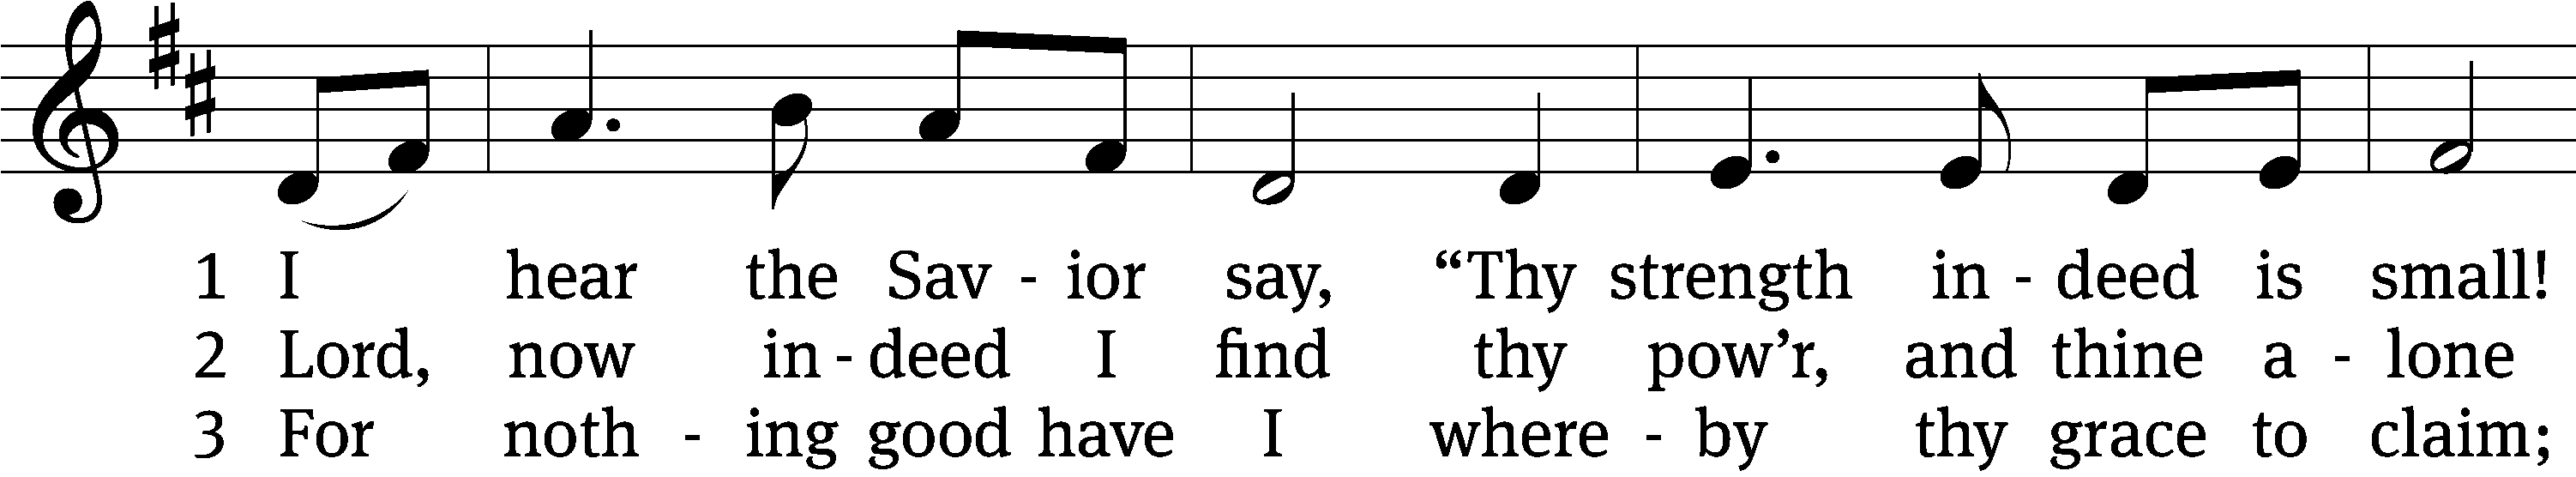 1 I hear the Sav - ior say, “Thy strength in - deed is small!
2 Lord, now in - deed I find thy pow’r, and thine a - lone
3 For noth - ing good have I where - by thy grace to claim;